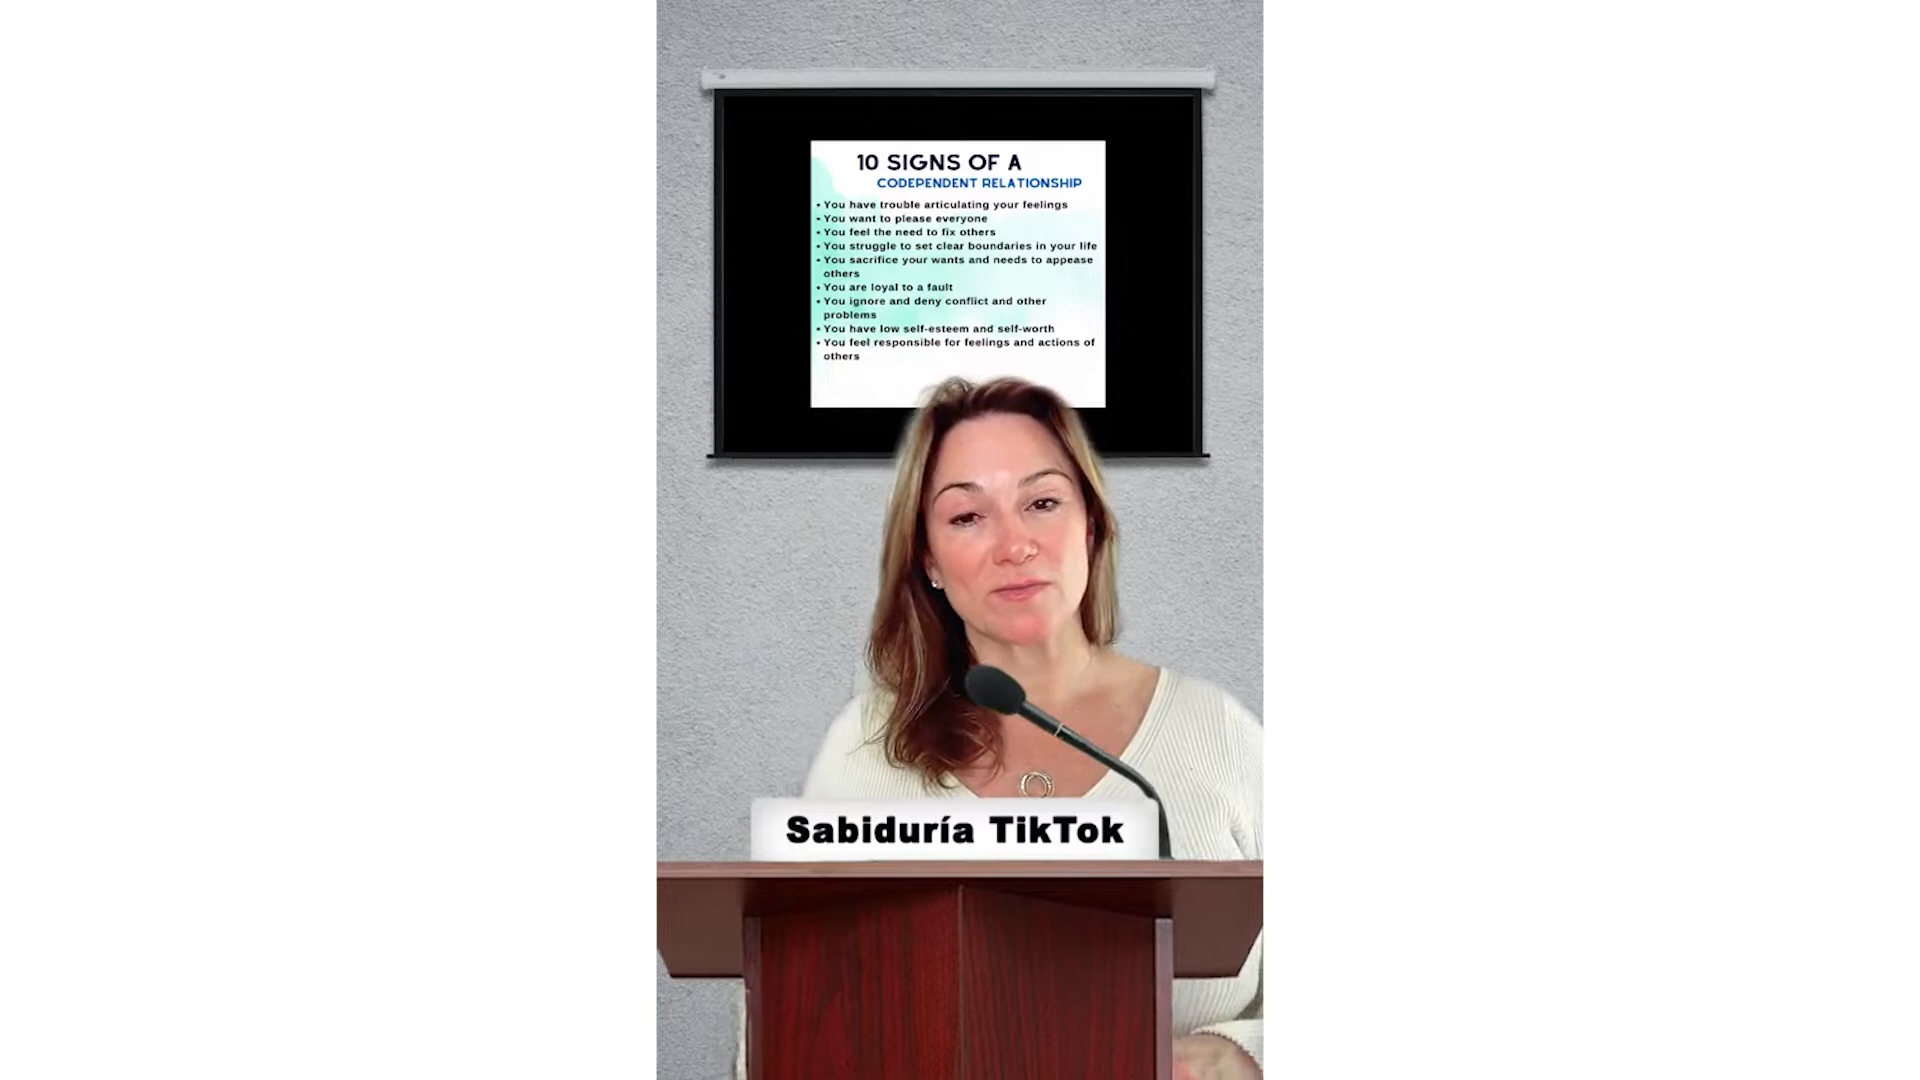 10 SIGNS OF A
CODEPENDENT RELATIONSHIP
• You have trouble articulating your feelings
• You want to please everyone
• You feel the need to fix others
• You struggle to set clear boundaries in your life
• You sacrifice your wants and needs to appease
others
• You are loyal to a fault
• You ignore and deny conflict and other
problems
• You have low self-esteem and self-worth
• You feel responsible for feelings and actions of
others
Sabiduría TikTok